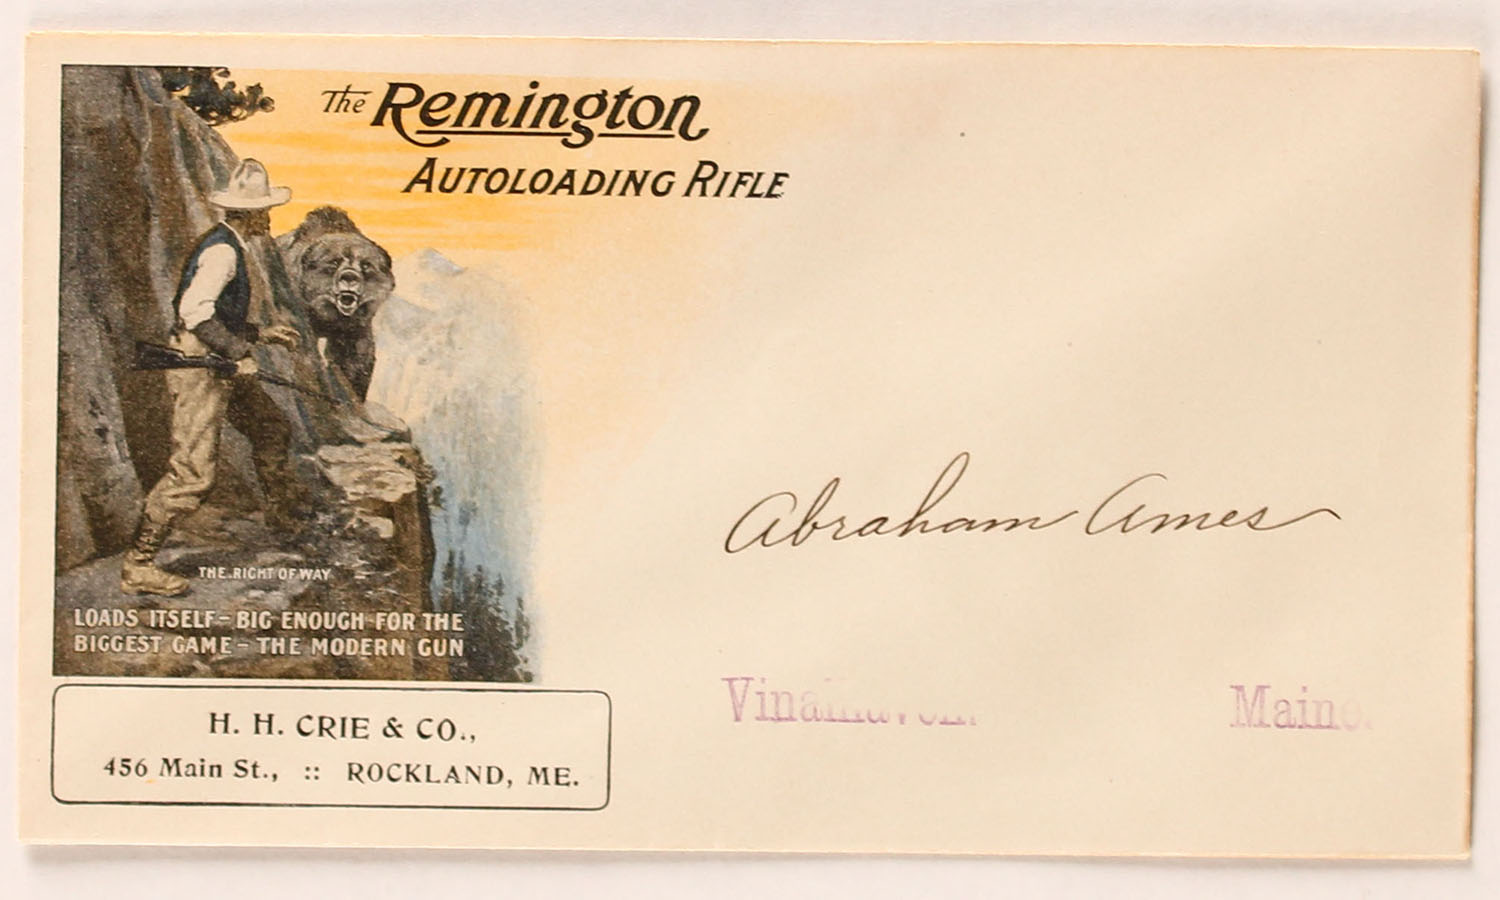 The Remington
AUTOLOADING RIFLE
THE RIGHT OF WAY
LOADS ITSELF – BIG ENOUGH FOR THE
BIGGEST GAME – THE MODERN GUN
H. H. CRIE & CO.,
456 Main St., :: ROCKLAND, ME.
Abraham Ames
Vinalhaven. Maine.